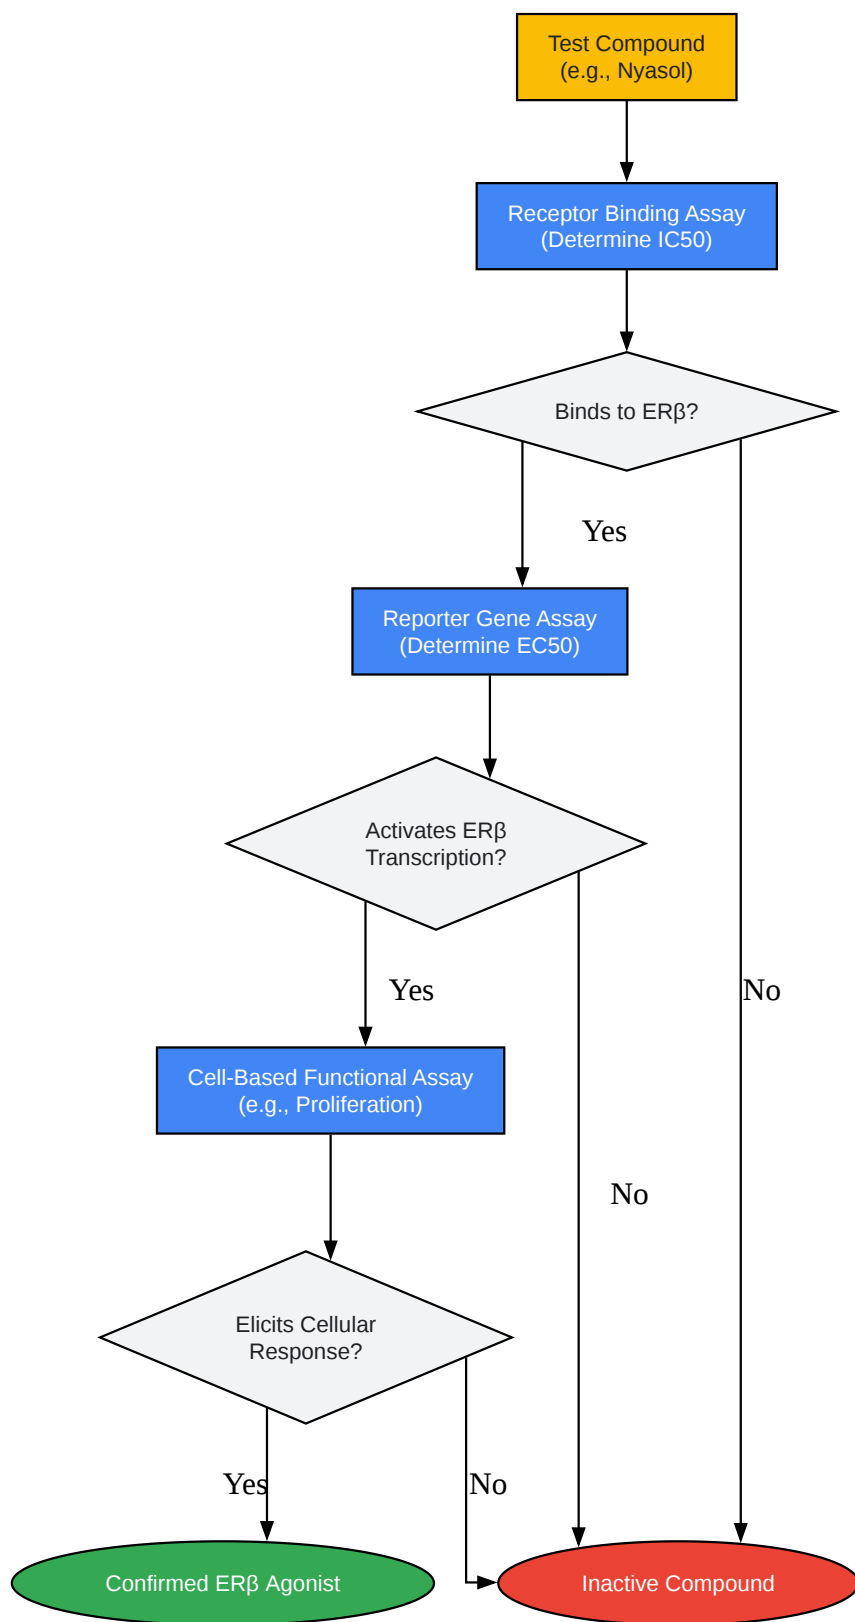 Test Compound
(e.g., Nyasol)
Receptor Binding Assay
(Determine IC50)
Binds to ERβ?
Yes
Reporter Gene Assay
(Determine EC50)
Activates ERβ
Transcription?
Yes
No
Cell-Based Functional Assay
(e.g., Proliferation)
No
Elicits Cellular
Response?
Yes
No
Confirmed ERβ Agonist
Inactive Compound